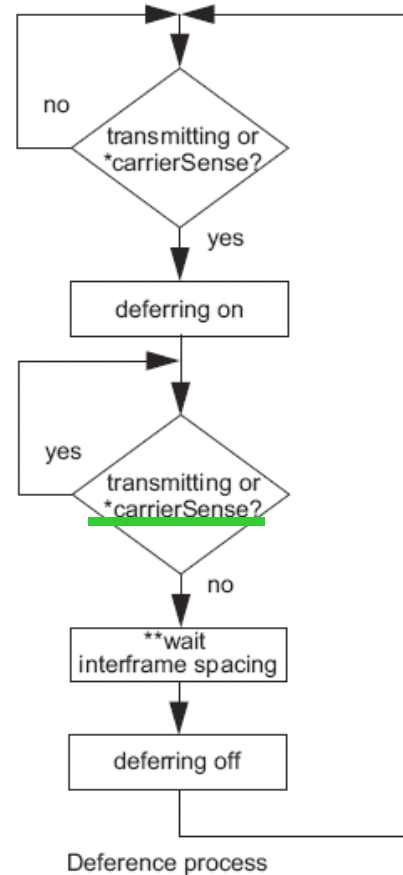 no
transmitting or
*carrierSense?
yes
deferring on
yes
transmitting or
*carrierSense?
no
**wait
interframe spacing
deferring off
Deference process